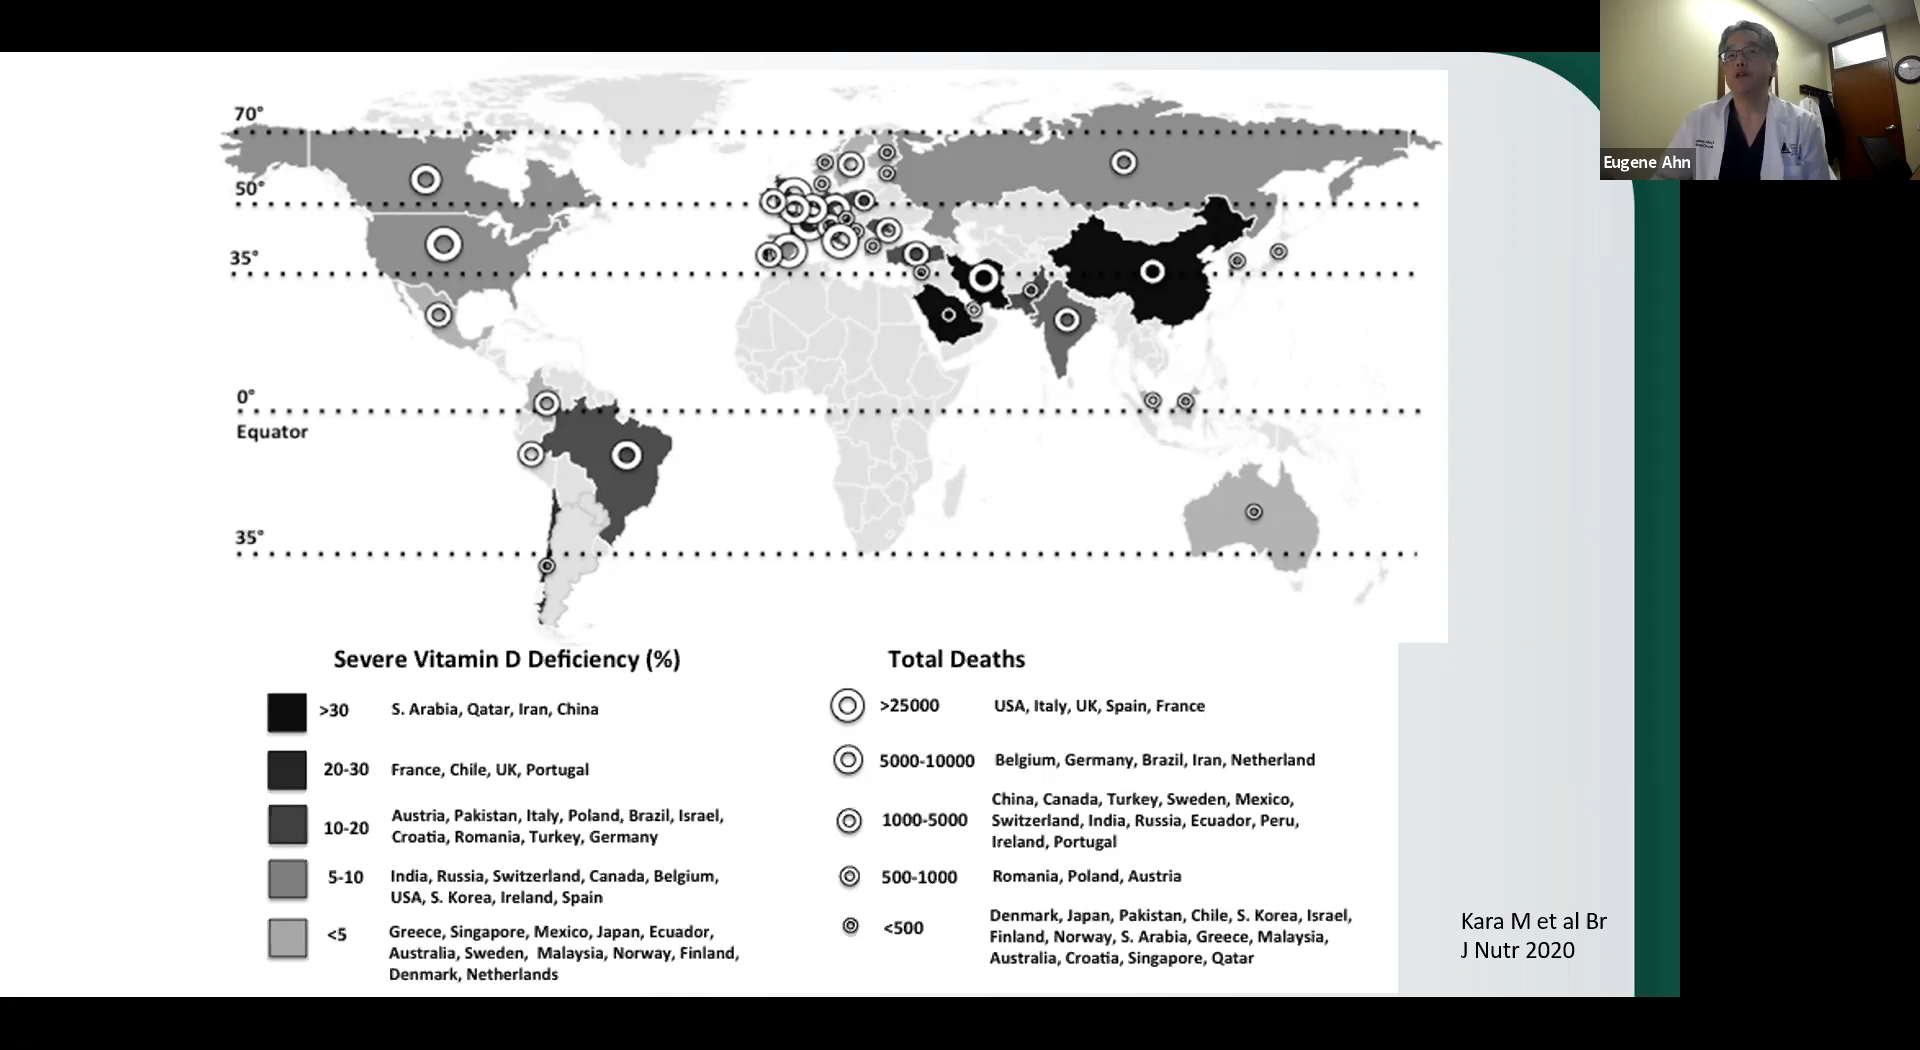 Eugene Ahn
70°
50°
35°
0°
Equator
35°
Severe Vitamin D Deficiency (%)
>30 S. Arabia, Qatar, Iran, China
20-30 France, Chile, UK, Portugal
10-20 Austria, Pakistan, Italy, Poland, Brazil, Israel,
Croatia, Romania, Turkey, Germany
5-10 India, Russia, Switzerland, Canada, Belgium,
USA, S. Korea, Ireland, Spain
<5 Greece, Singapore, Mexico, Japan, Ecuador,
Australia, Sweden, Malaysia, Norway, Finland,
Denmark, Netherlands
Total Deaths
>25000 USA, Italy, UK, Spain, France
5000-10000 Belgium, Germany, Brazil, Iran, Netherland
1000-5000 China, Canada, Turkey, Sweden, Mexico,
Switzerland, India, Russia, Ecuador, Peru,
Ireland, Portugal
500-1000 Romania, Poland, Austria
<500 Denmark, Japan, Pakistan, Chile, S. Korea, Israel,
Finland, Norway, S. Arabia, Greece, Malaysia,
Australia, Croatia, Singapore, Qatar
Kara M et al Br
J Nutr 2020